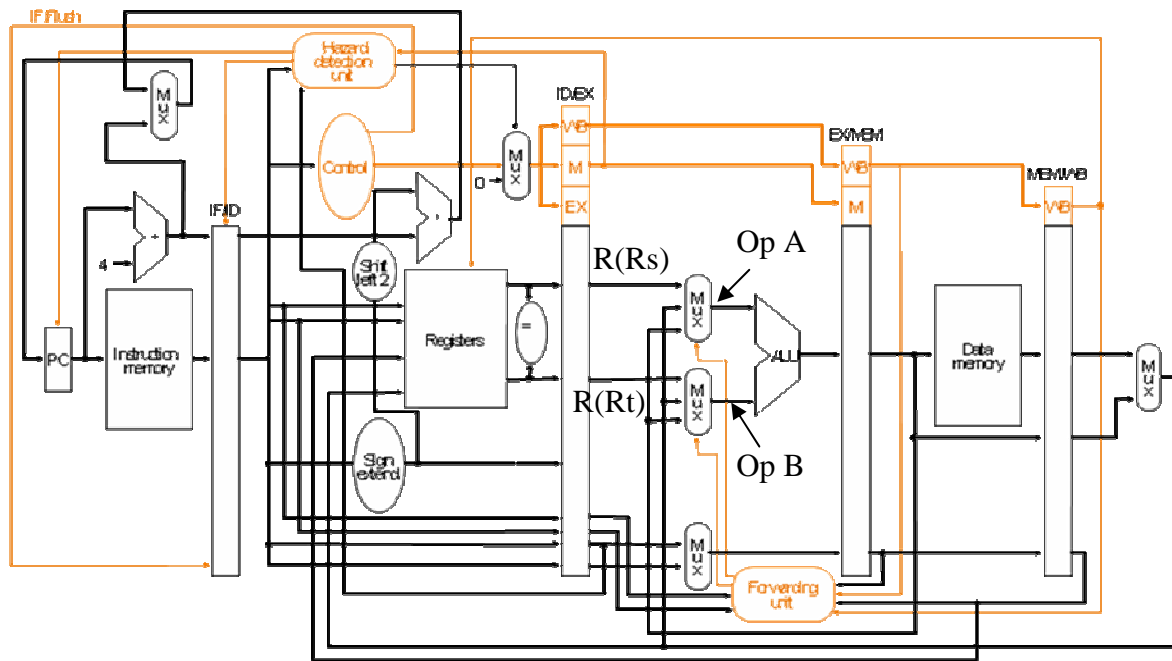 IF.Flush
Hazard
detection
unit
M
u
x
ID/EX
WB
M
EX
Control
M
u
x
0
EX/MEM
WB
M
MEM/WB
WB
IF/ID
+
4
Shift
left 2
+
R(Rs)
Op A
M
u
x
PC
Instruction
memory
Registers
=
ALU
Data
memory
M
u
x
R(Rt)
M
u
x
Op B
Sign
extend
M
u
x
Forwarding
unit